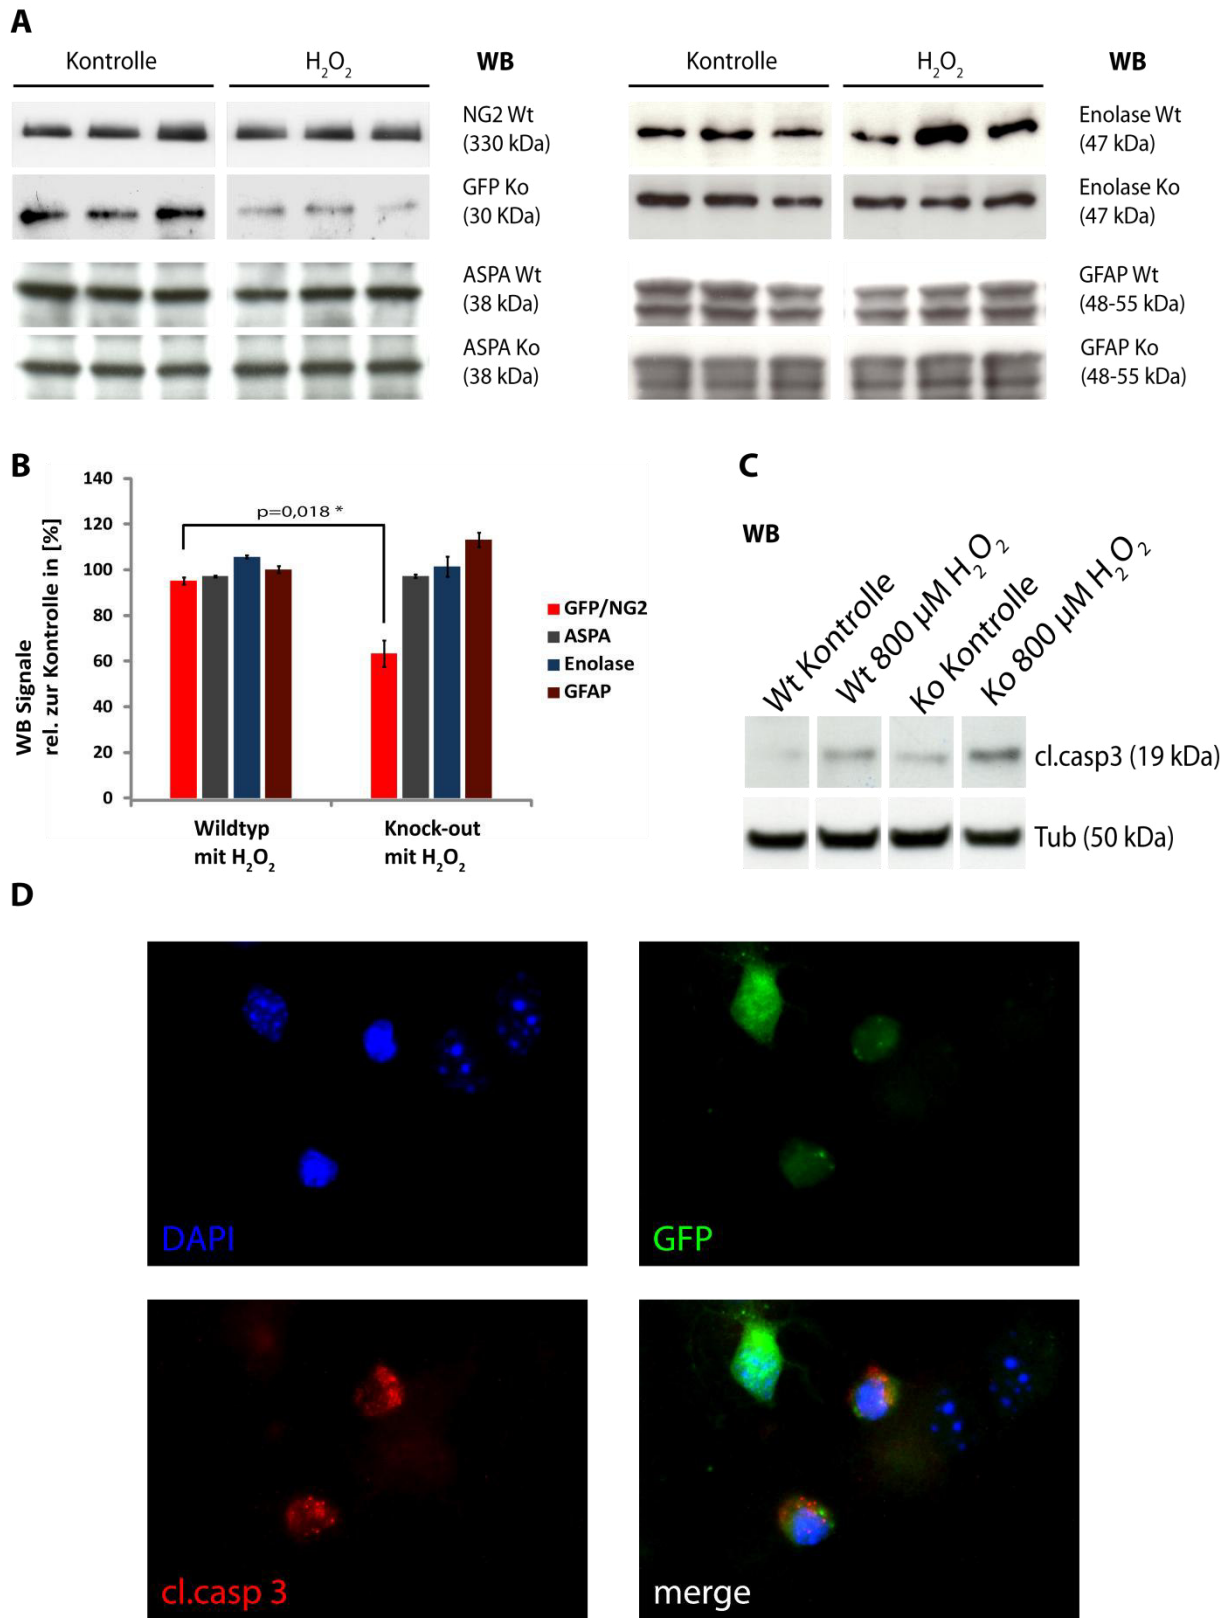 A
Kontrolle
H₂O₂
WB
NG2 Wt
(330 kDa)
GFP Ko
(30 KDa)
ASPA Wt
(38 kDa)
ASPA Ko
(38 kDa)
Kontrolle
H₂O₂
WB
Enolase Wt
(47 kDa)
Enolase Ko
(47 kDa)
GFAP Wt
(48-55 kDa)
GFAP Ko
(48-55 kDa)
B
WB Signale
rel. zur Kontrolle in [%]
140
120
100
80
60
40
20
0
p=0,018 *
Wildtyp
mit H₂O₂
Knock-out
mit H₂O₂
GFP/NG2
ASPA
Enolase
GFAP
C
WB
Wt Kontrolle
Wt 800 µM H₂O₂
Ko Kontrolle
Ko 800 µM H₂O₂
cl.casp3 (19 kDa)
Tub (50 kDa)
D
DAPI
GFP
cl.casp 3
merge